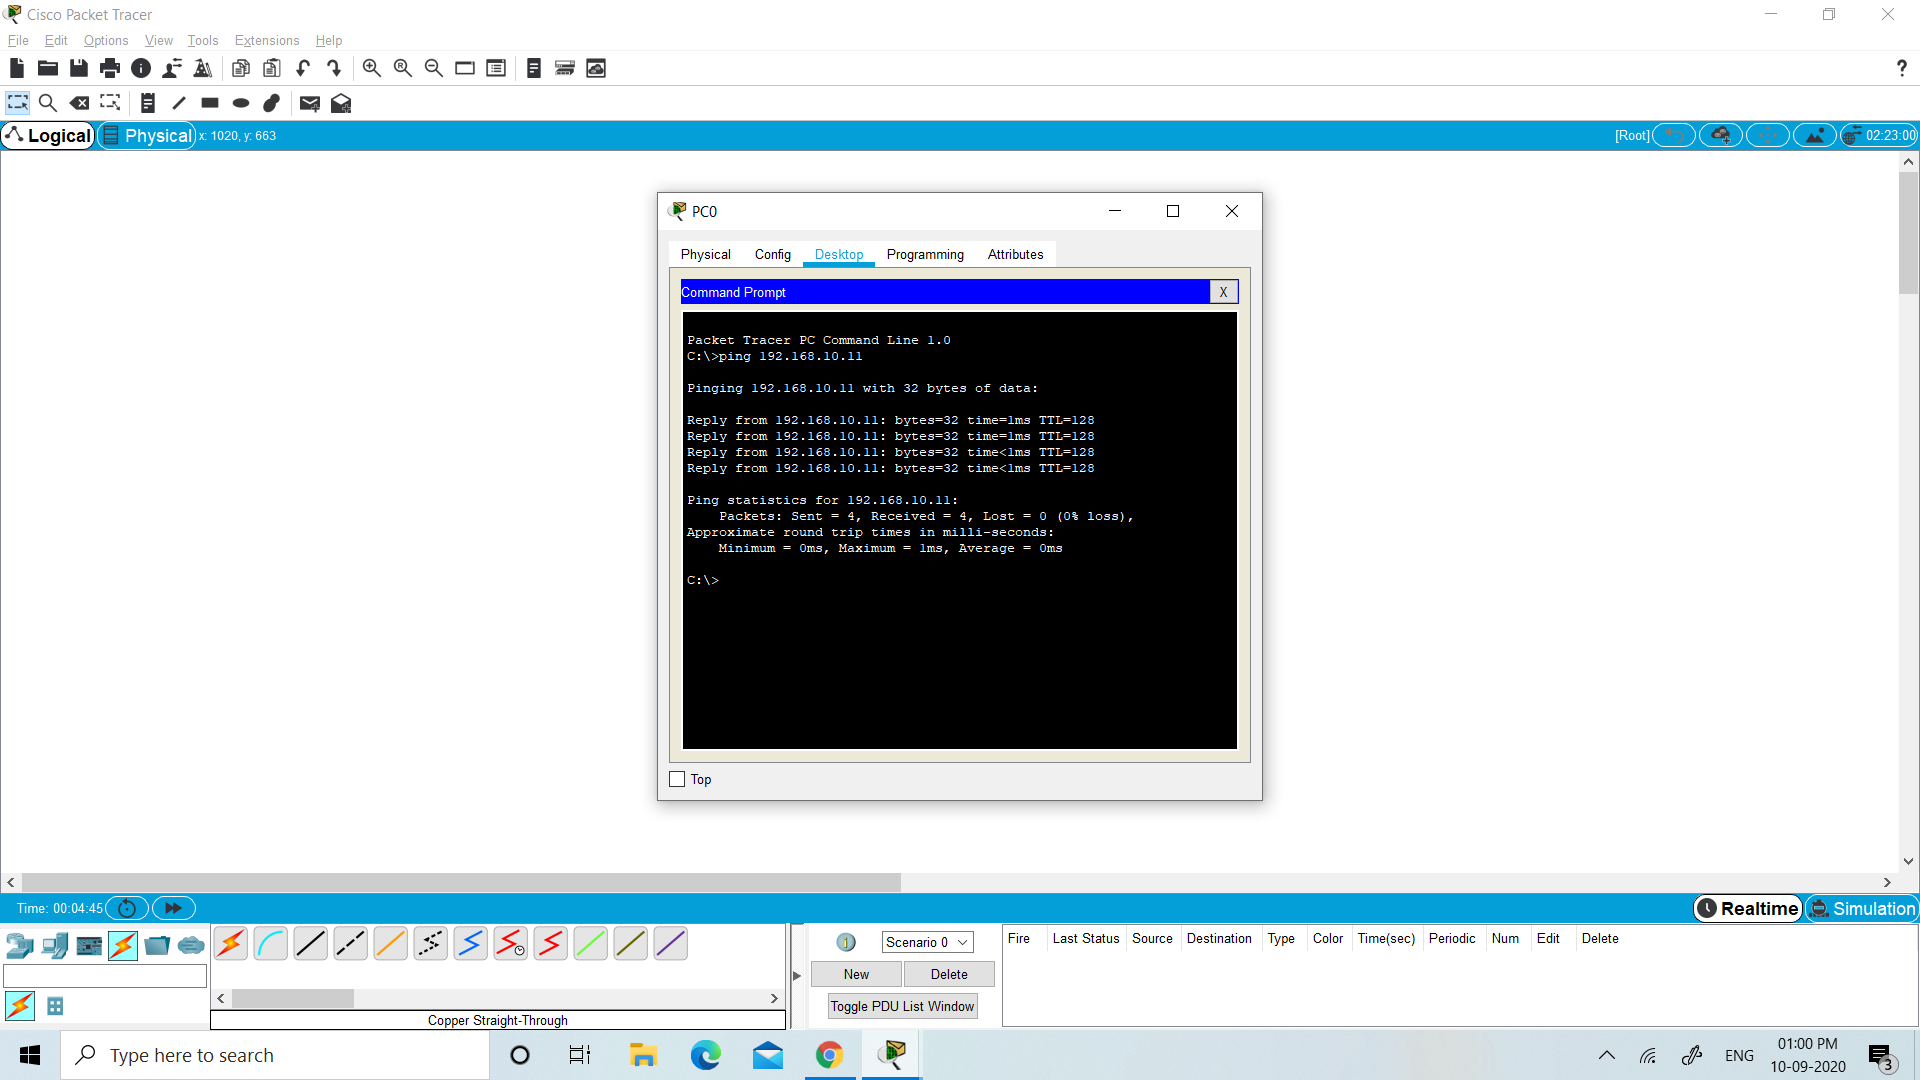 Cisco Packet Tracer
File Edit Options View Tools Extensions Help
?
Logical Physical x: 1020, y: 663 [Root] 02:23:00
PC0
Physical Config Desktop Programming Attributes
Command Prompt X
Packet Tracer PC Command Line 1.0
C:\>ping 192.168.10.11
Pinging 192.168.10.11 with 32 bytes of data:
Reply from 192.168.10.11: bytes=32 time=1ms TTL=128
Reply from 192.168.10.11: bytes=32 time=1ms TTL=128
Reply from 192.168.10.11: bytes=32 time<1ms TTL=128
Reply from 192.168.10.11: bytes=32 time<1ms TTL=128
Ping statistics for 192.168.10.11:
Packets: Sent = 4, Received = 4, Lost = 0 (0% loss),
Approximate round trip times in milli-seconds:
Minimum = 0ms, Maximum = 1ms, Average = 0ms
C:\>
Top
Time: 00:04:45 Realtime Simulation
Scenario 0
New Delete
Toggle PDU List Window
Fire Last Status Source Destination Type Color Time(sec) Periodic Num Edit Delete
Copper Straight-Through
Type here to search
ENG
01:00 PM
10-09-2020
3